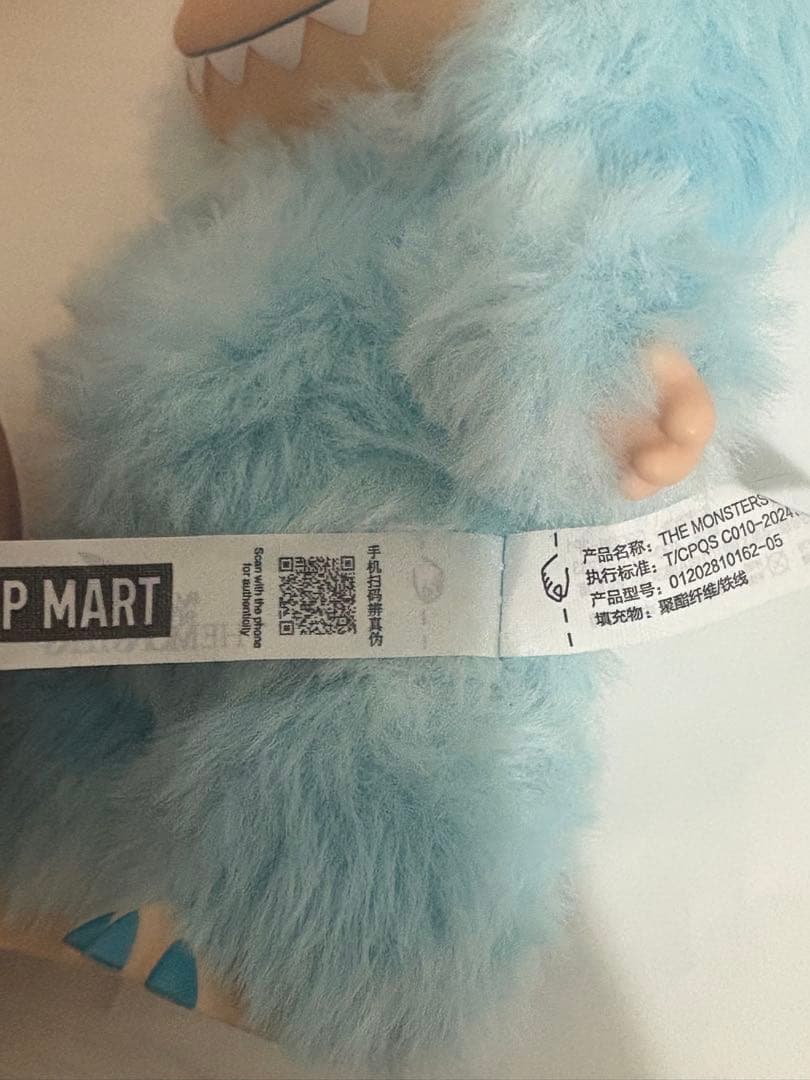 P MART
Scan with the phone
for authenticity
手机扫码辨真伪
产品名称：THE MONSTERS
执行标准：T/CPQS C010-2024
产品型号：01202810162-05
填充物：聚酯纤维/铁线